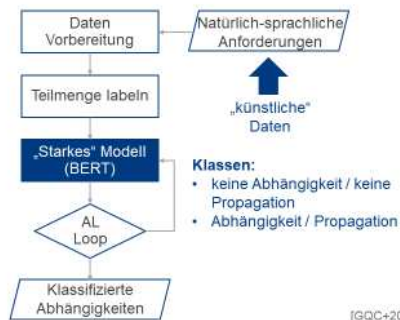 Daten
Vorbereitung
Natürlich-sprachliche
Anforderungen
Teilmenge labeln
„künstliche“
Daten
„Starkes“ Modell
(BERT)
Klassen:
• keine Abhängigkeit / keine
Propagation
• Abhängigkeit / Propagation
AL
Loop
Klassifizierte
Abhängigkeiten